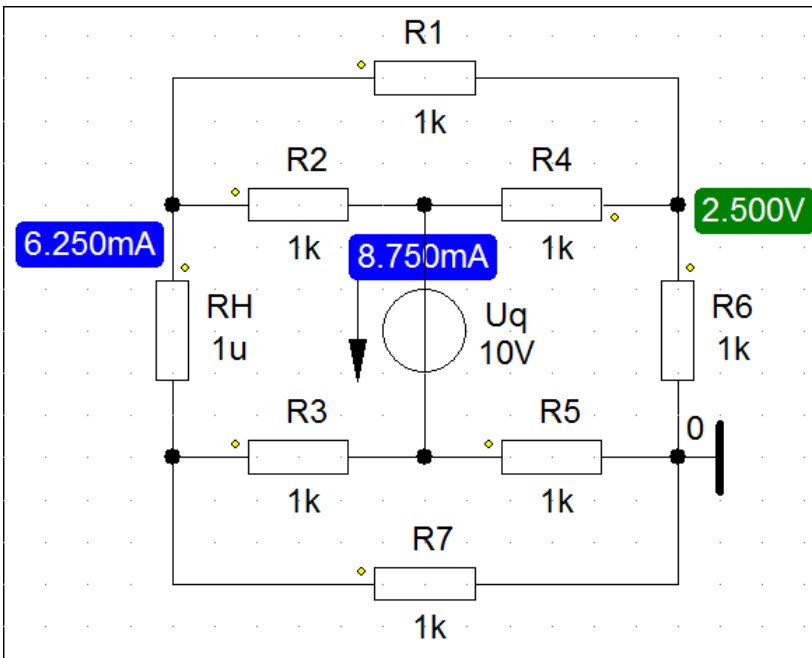 R1
1k
R2
R4
2.500V
6.250mA
1k
8.750mA
1k
RH
1u
Uq
10V
R6
1k
R3
R5
0
1k
1k
R7
1k